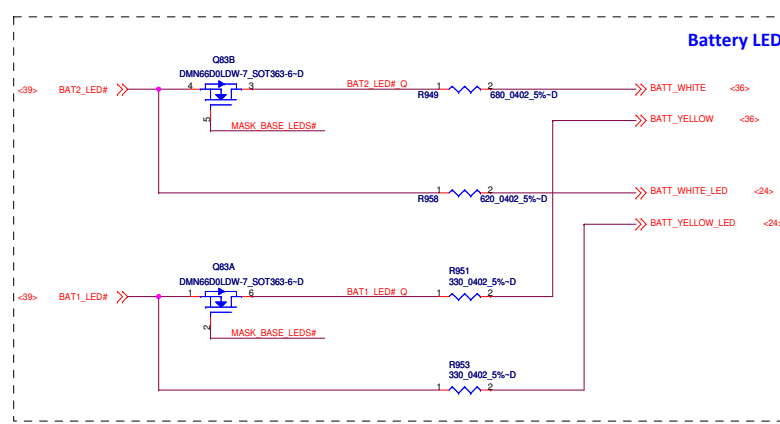 Battery LED
Q83B
DMN66D0LDW-7_SOT363-6~D
<39> BAT2_LED# 4 3 BAT2_LED#_Q 1 2 BATT_WHITE <36>
R949 680_0402_5%~D
5 MASK_BASE_LEDS# BATT_YELLOW <36>
1 2 BATT_WHITE_LED <24>
R958 620_0402_5%~D
BATT_YELLOW_LED <24>
Q83A R951
DMN66D0LDW-7_SOT363-6~D 330_0402_5%~D
<39> BAT1_LED# 1 6 BAT1_LED#_Q 1 2
2 MASK_BASE_LEDS#
R953
330_0402_5%~D
1 2